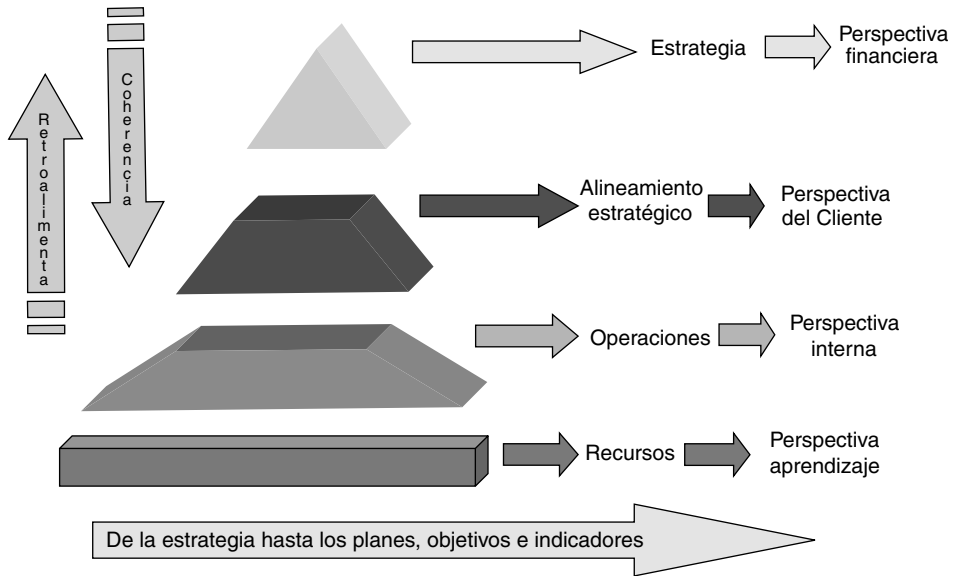 Retroalimenta
Coherencia
Estrategia
Perspectiva
financiera
Alineamiento
estratégico
Perspectiva
del Cliente
Operaciones
Perspectiva
interna
Recursos
Perspectiva
aprendizaje
De la estrategia hasta los planes, objetivos e indicadores